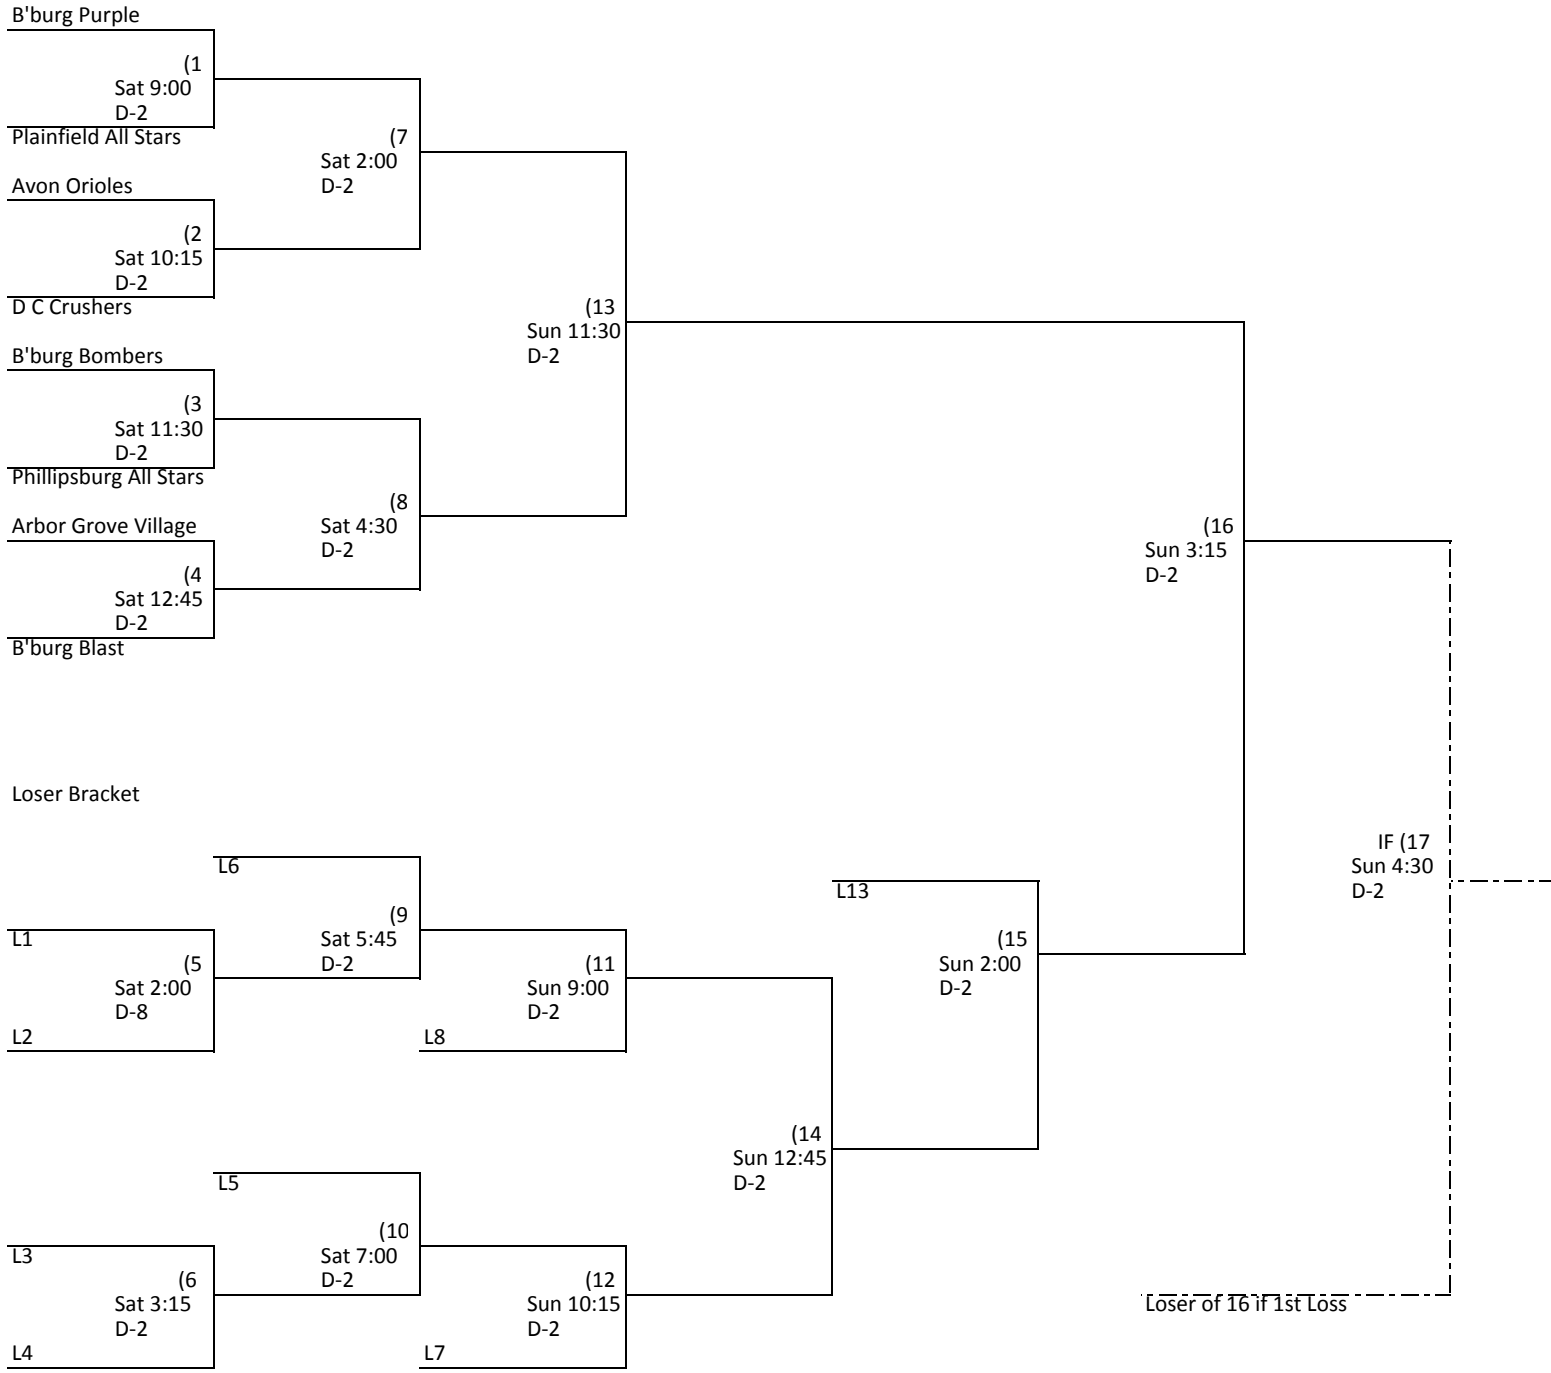 B'burg Purple
(1
Sat 9:00
D-2
Plainfield All Stars
(7
Sat 2:00
D-2
Avon Orioles
(2
Sat 10:15
D-2
D C Crushers
(13
Sun 11:30
D-2
B'burg Bombers
(3
Sat 11:30
D-2
Phillipsburg All Stars
(8
Sat 4:30
D-2
Arbor Grove Village
(4
Sat 12:45
D-2
B'burg Blast
(16
Sun 3:15
D-2
Loser Bracket
IF (17
Sun 4:30
D-2
L6
(9
Sat 5:45
D-2
L1
(5
Sat 2:00
D-8
L2
(11
Sun 9:00
D-2
L8
L13
(15
Sun 2:00
D-2
(14
Sun 12:45
D-2
L5
(10
Sat 7:00
D-2
L3
(6
Sat 3:15
D-2
L4
(12
Sun 10:15
D-2
L7
Loser of 16 if 1st Loss